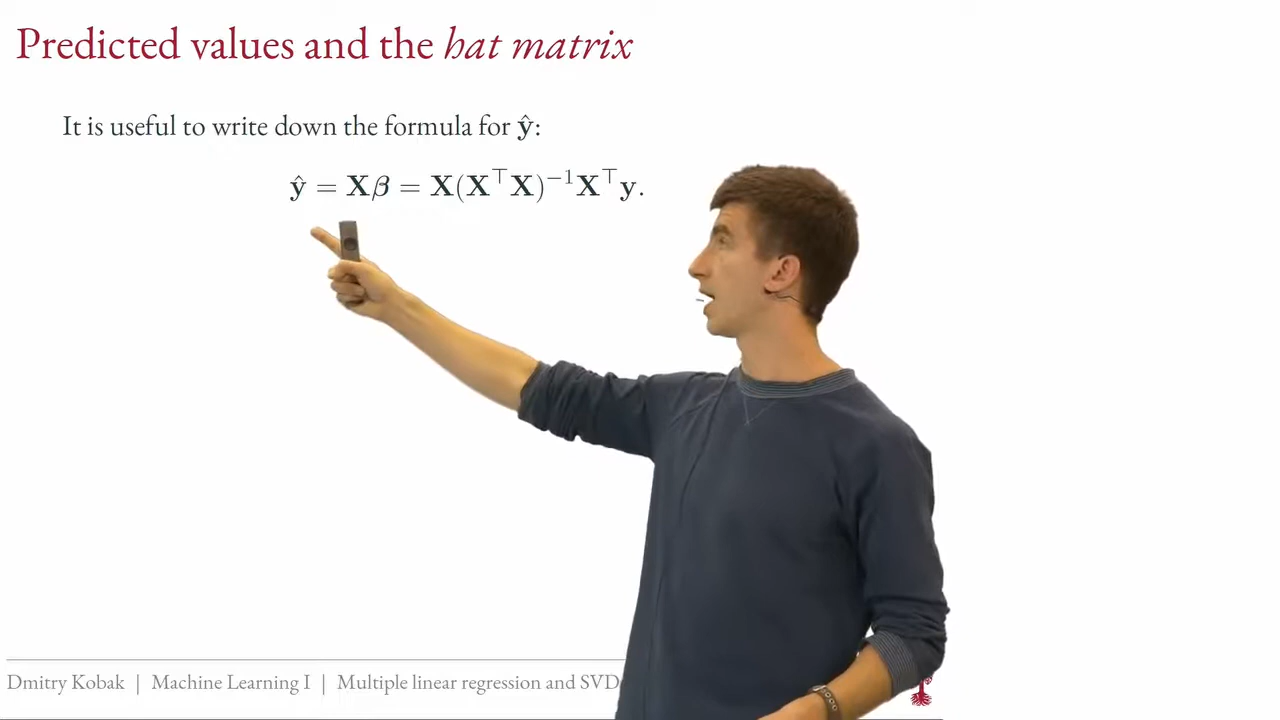 Predicted values and the hat matrix
It is useful to write down the formula for ŷ:
ŷ = Xβ = X(X⊤X)⁻¹X⊤y.
Dmitry Kobak | Machine Learning I | Multiple linear regression and SVD